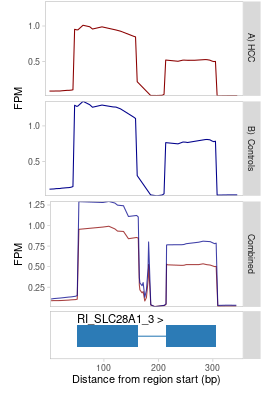 1.0
0.5
FPM
A) HCC
1.0
0.5
FPM
B) Controls
1.25
1.00
0.75
0.50
0.25
FPM
Combined
RI_SLC28A1_3 >
100
200
300
Distance from region start (bp)